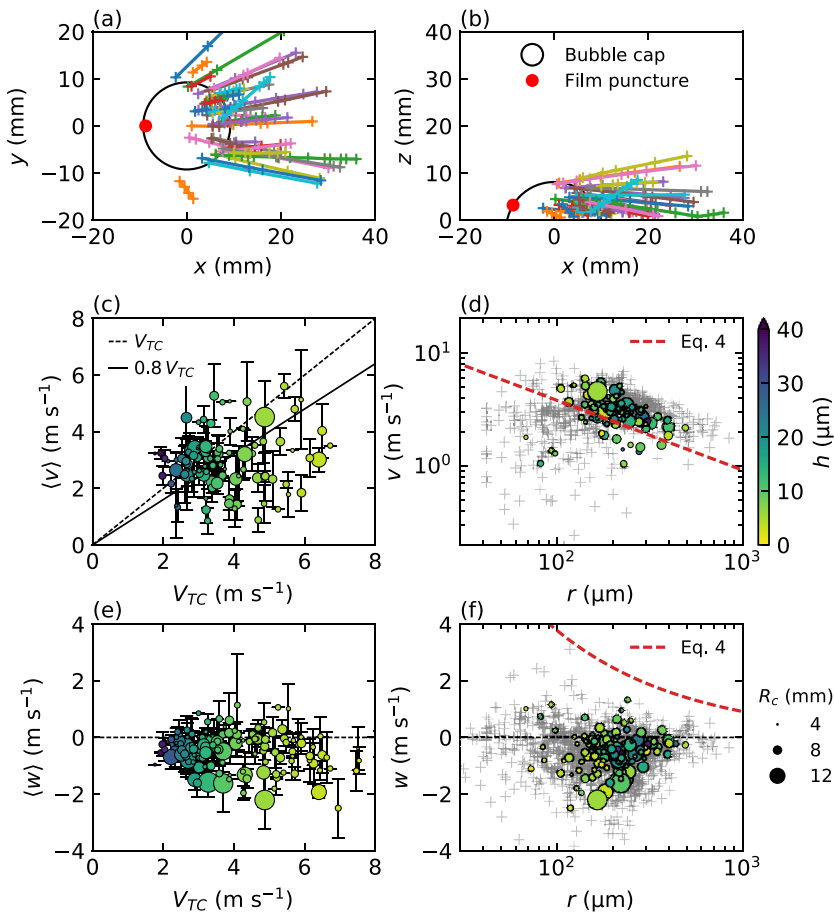 (a)
(b)
20
10
0
−10
−20
y (mm)
−20
0
20
40
x (mm)
40
30
20
10
0
z (mm)
Bubble cap
Film puncture
−20
0
20
40
x (mm)
(c)
(d)
8
6
4
2
0
⟨v⟩ (m s⁻¹)
V_TC
0.8 V_TC
0
2
4
6
8
V_TC (m s⁻¹)
10¹
10⁰
v (m s⁻¹)
Eq. 4
10²
10³
r (µm)
40
30
20
10
0
h (µm)
(e)
(f)
4
2
0
−2
−4
⟨w⟩ (m s⁻¹)
0
2
4
6
8
V_TC (m s⁻¹)
4
2
0
−2
−4
w (m s⁻¹)
Eq. 4
10²
10³
r (µm)
R_c (mm)
4
8
12